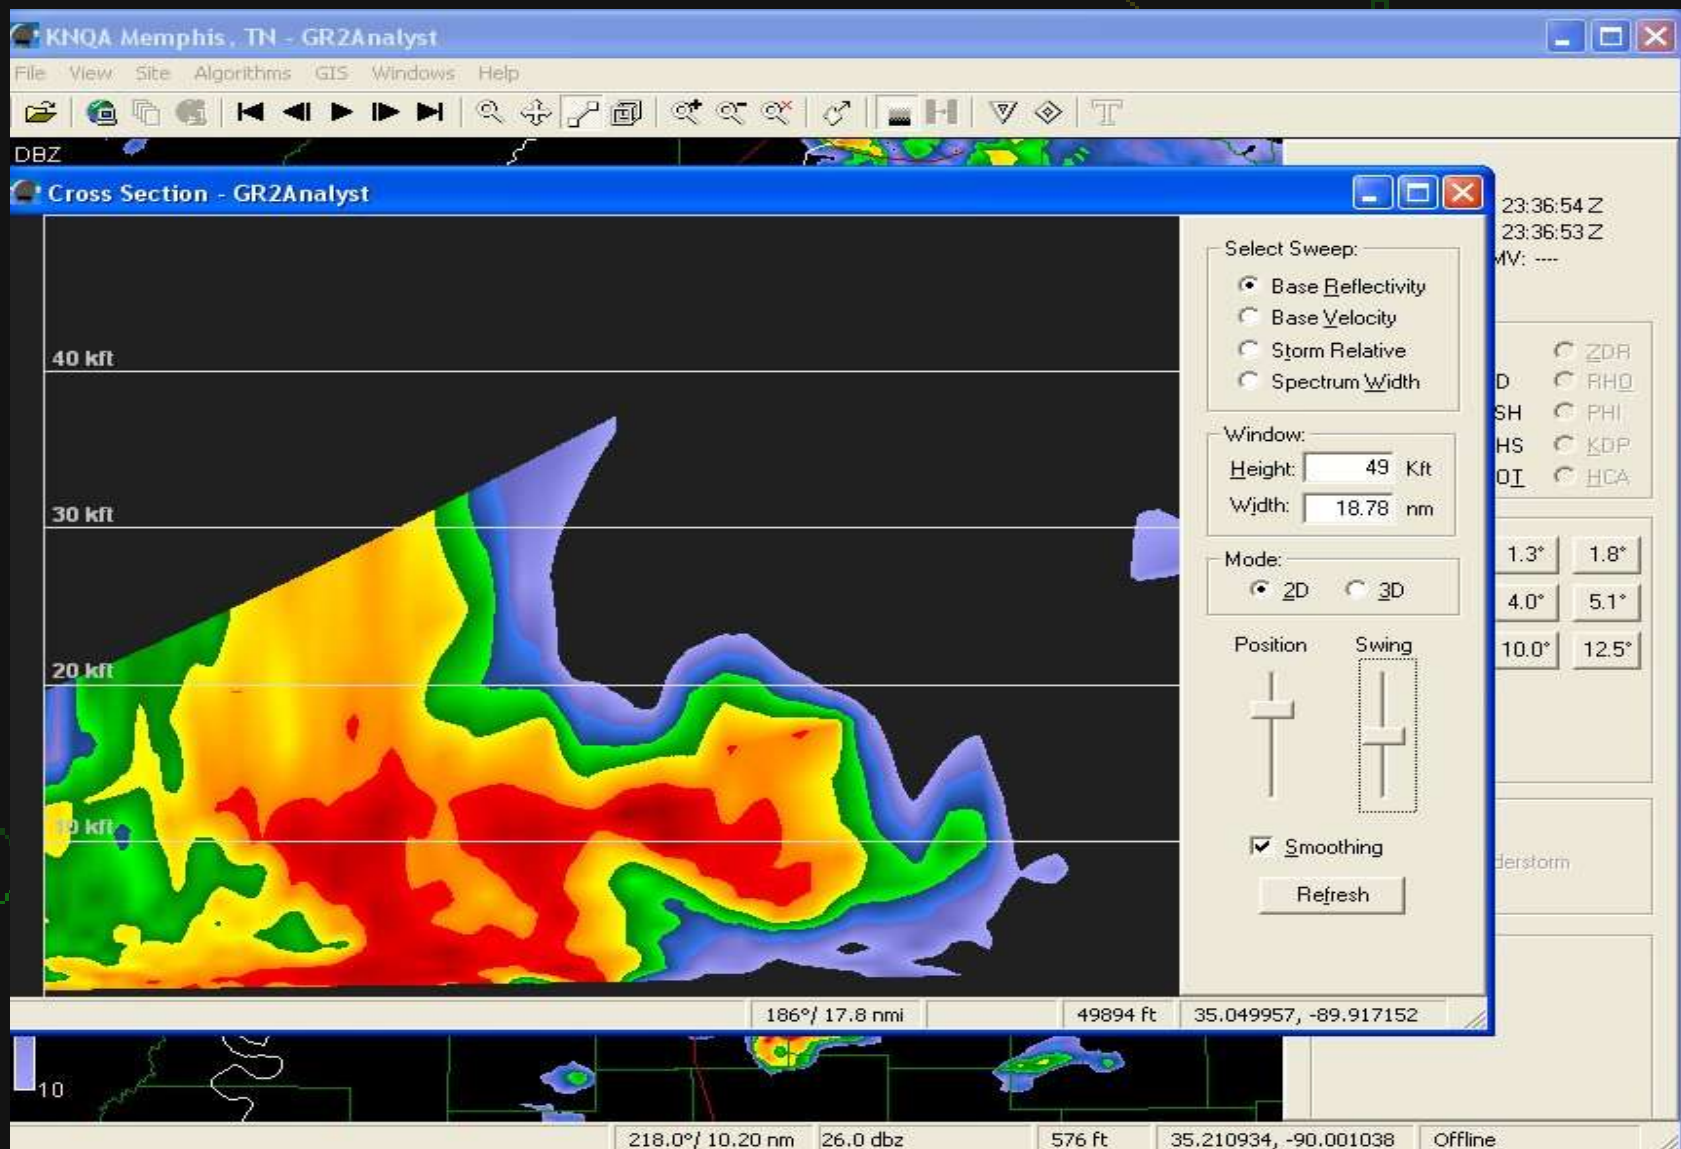 KNQA Memphis, TN - GR2Analyst
File View Site Algorithms GIS Windows Help
DBZ
Cross Section - GR2Analyst
23:36:54 Z
23:36:53 Z
MV: ----
Select Sweep:
Base Reflectivity
Base Velocity
Storm Relative
Spectrum Width
ZDR
D RHO
SH PHI
HS KDP
OT HCA
40 kft
30 kft
20 kft
10 kft
Window:
Height: 49 Kft
Width: 18.78 nm
Mode:
2D 3D
1.3° 1.8°
4.0° 5.1°
10.0° 12.5°
Position Swing
Smoothing
Refresh
derstorm
186°/ 17.8 nmi 49894 ft 35.049957, -89.917152
10
218.0°/ 10.20 nm 26.0 dbz 576 ft 35.210934, -90.001038 Offline